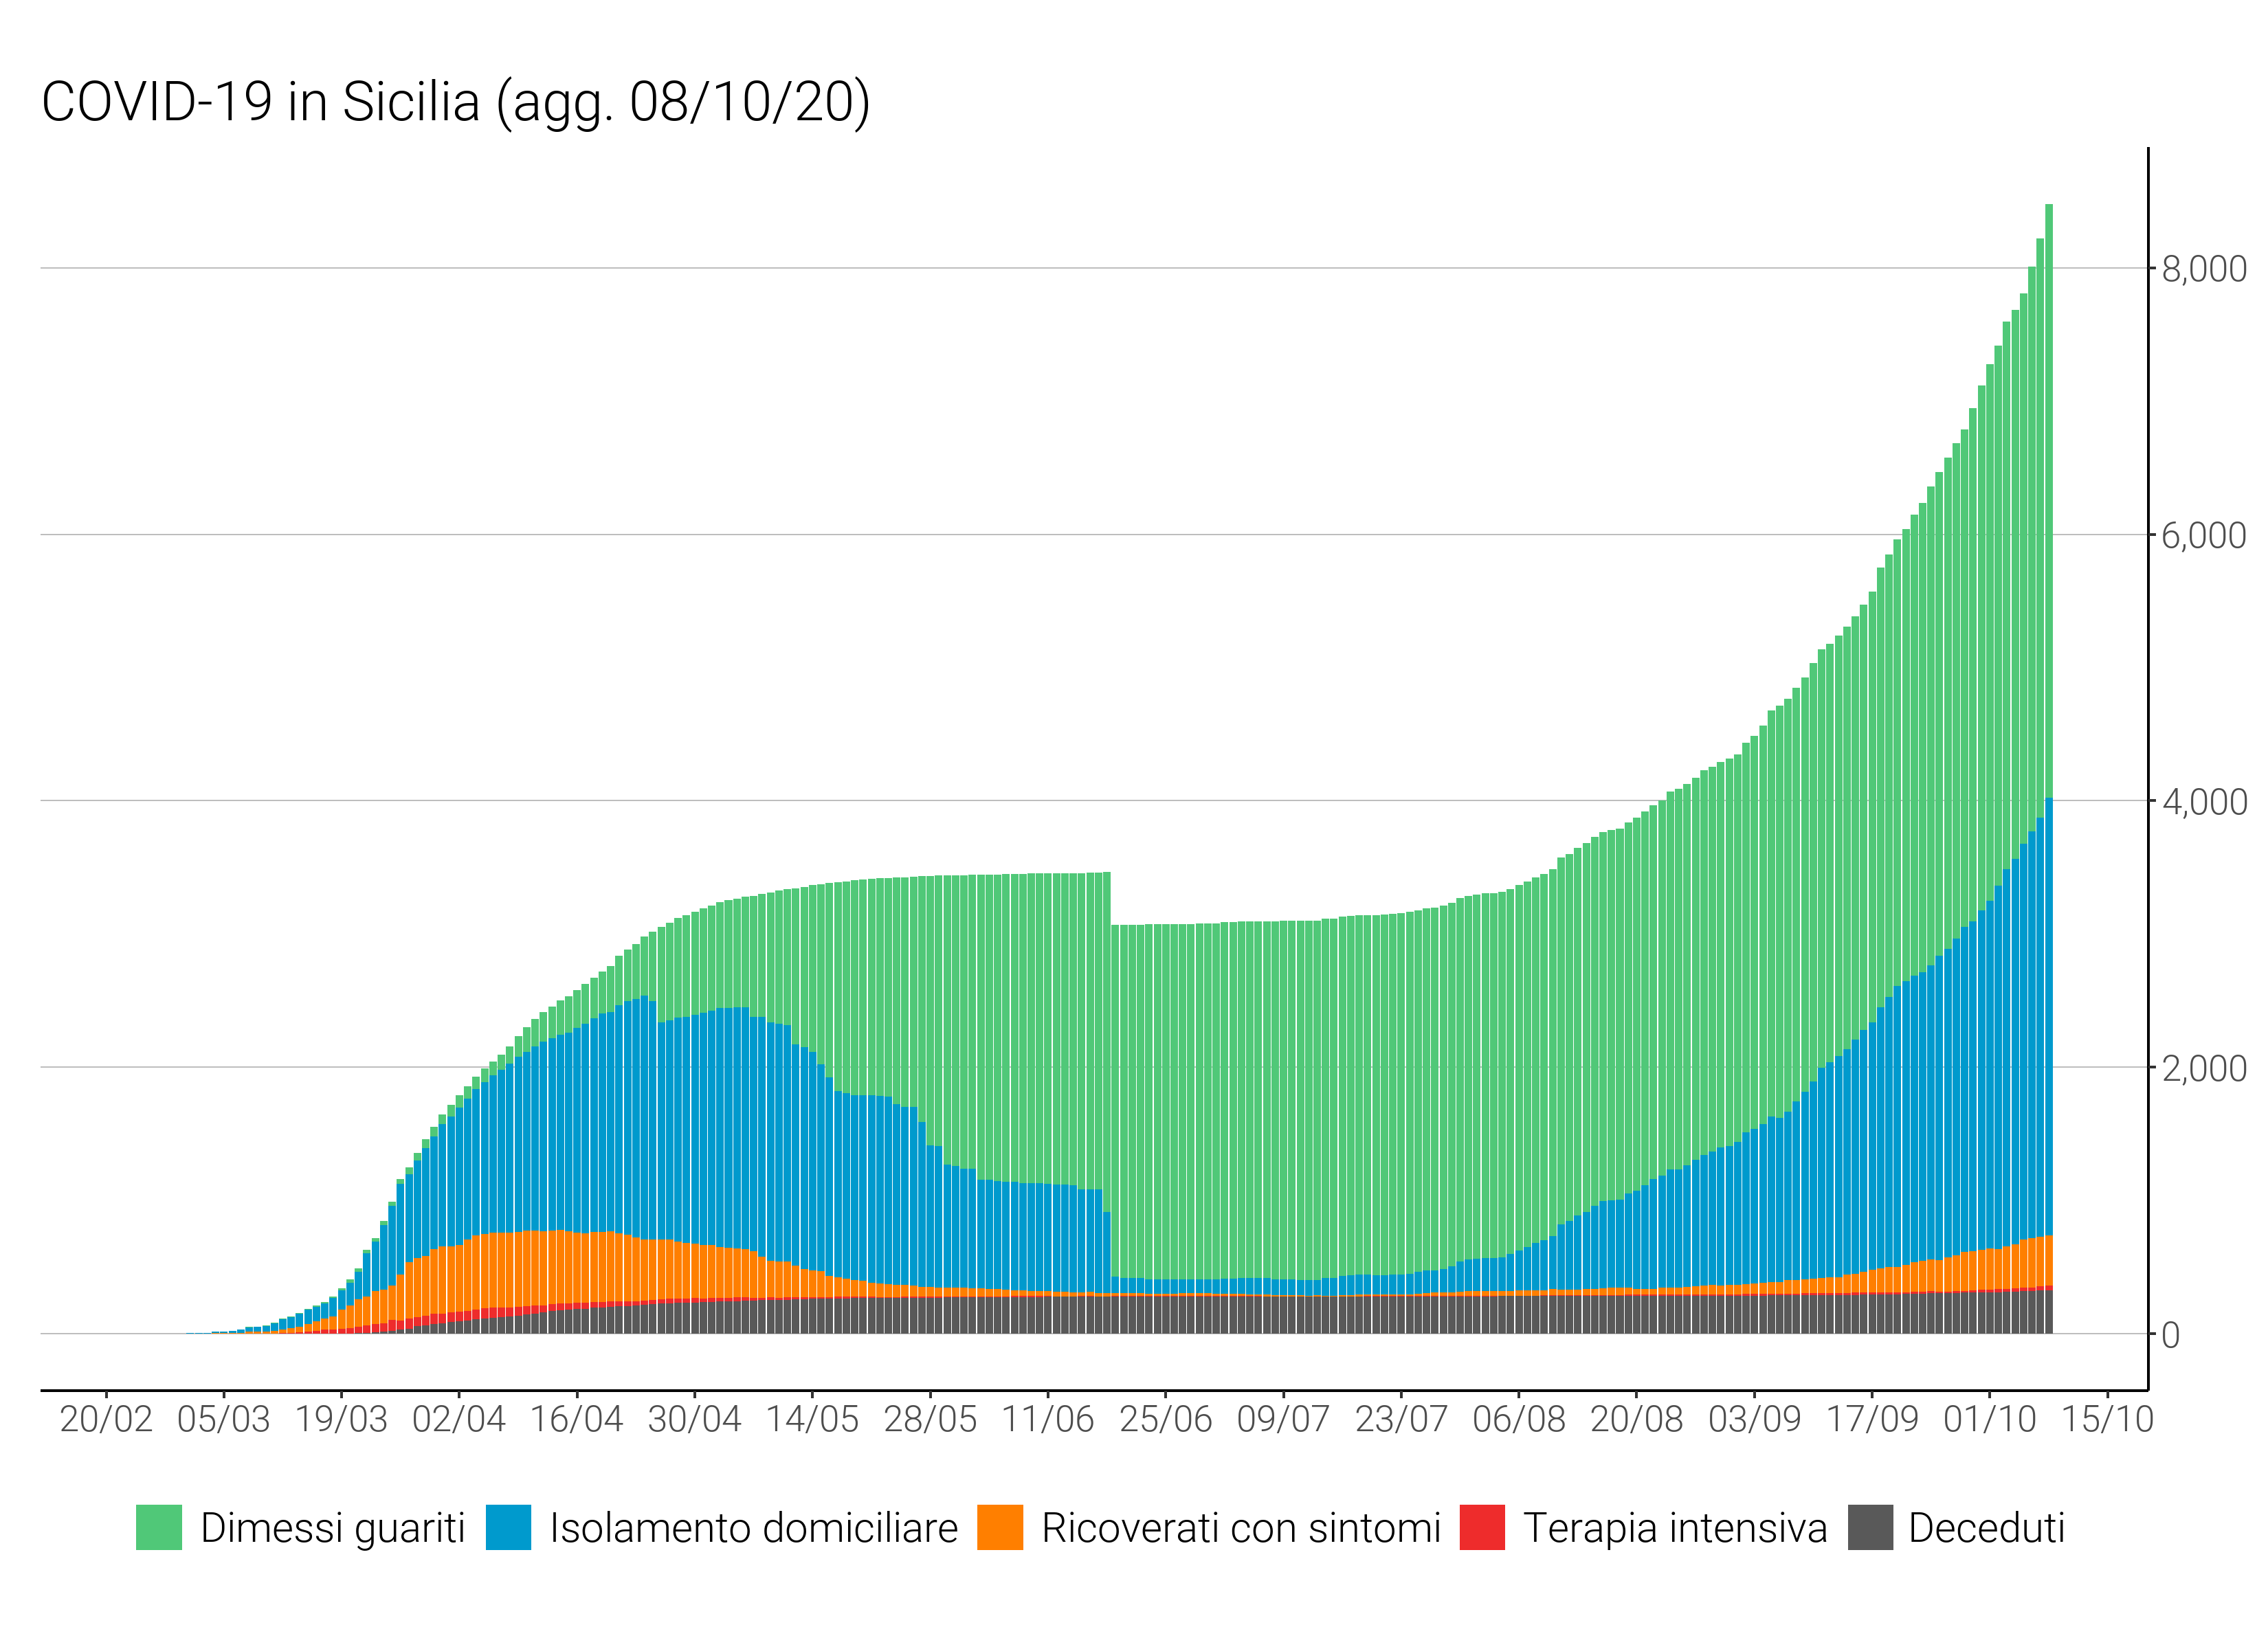 COVID-19 in Sicilia (agg. 08/10/20)
8,000
6,000
4,000
2,000
0
20/02 05/03 19/03 02/04 16/04 30/04 14/05 28/05 11/06 25/06 09/07 23/07 06/08 20/08 03/09 17/09 01/10 15/10
Dimessi guariti Isolamento domiciliare Ricoverati con sintomi Terapia intensiva Deceduti